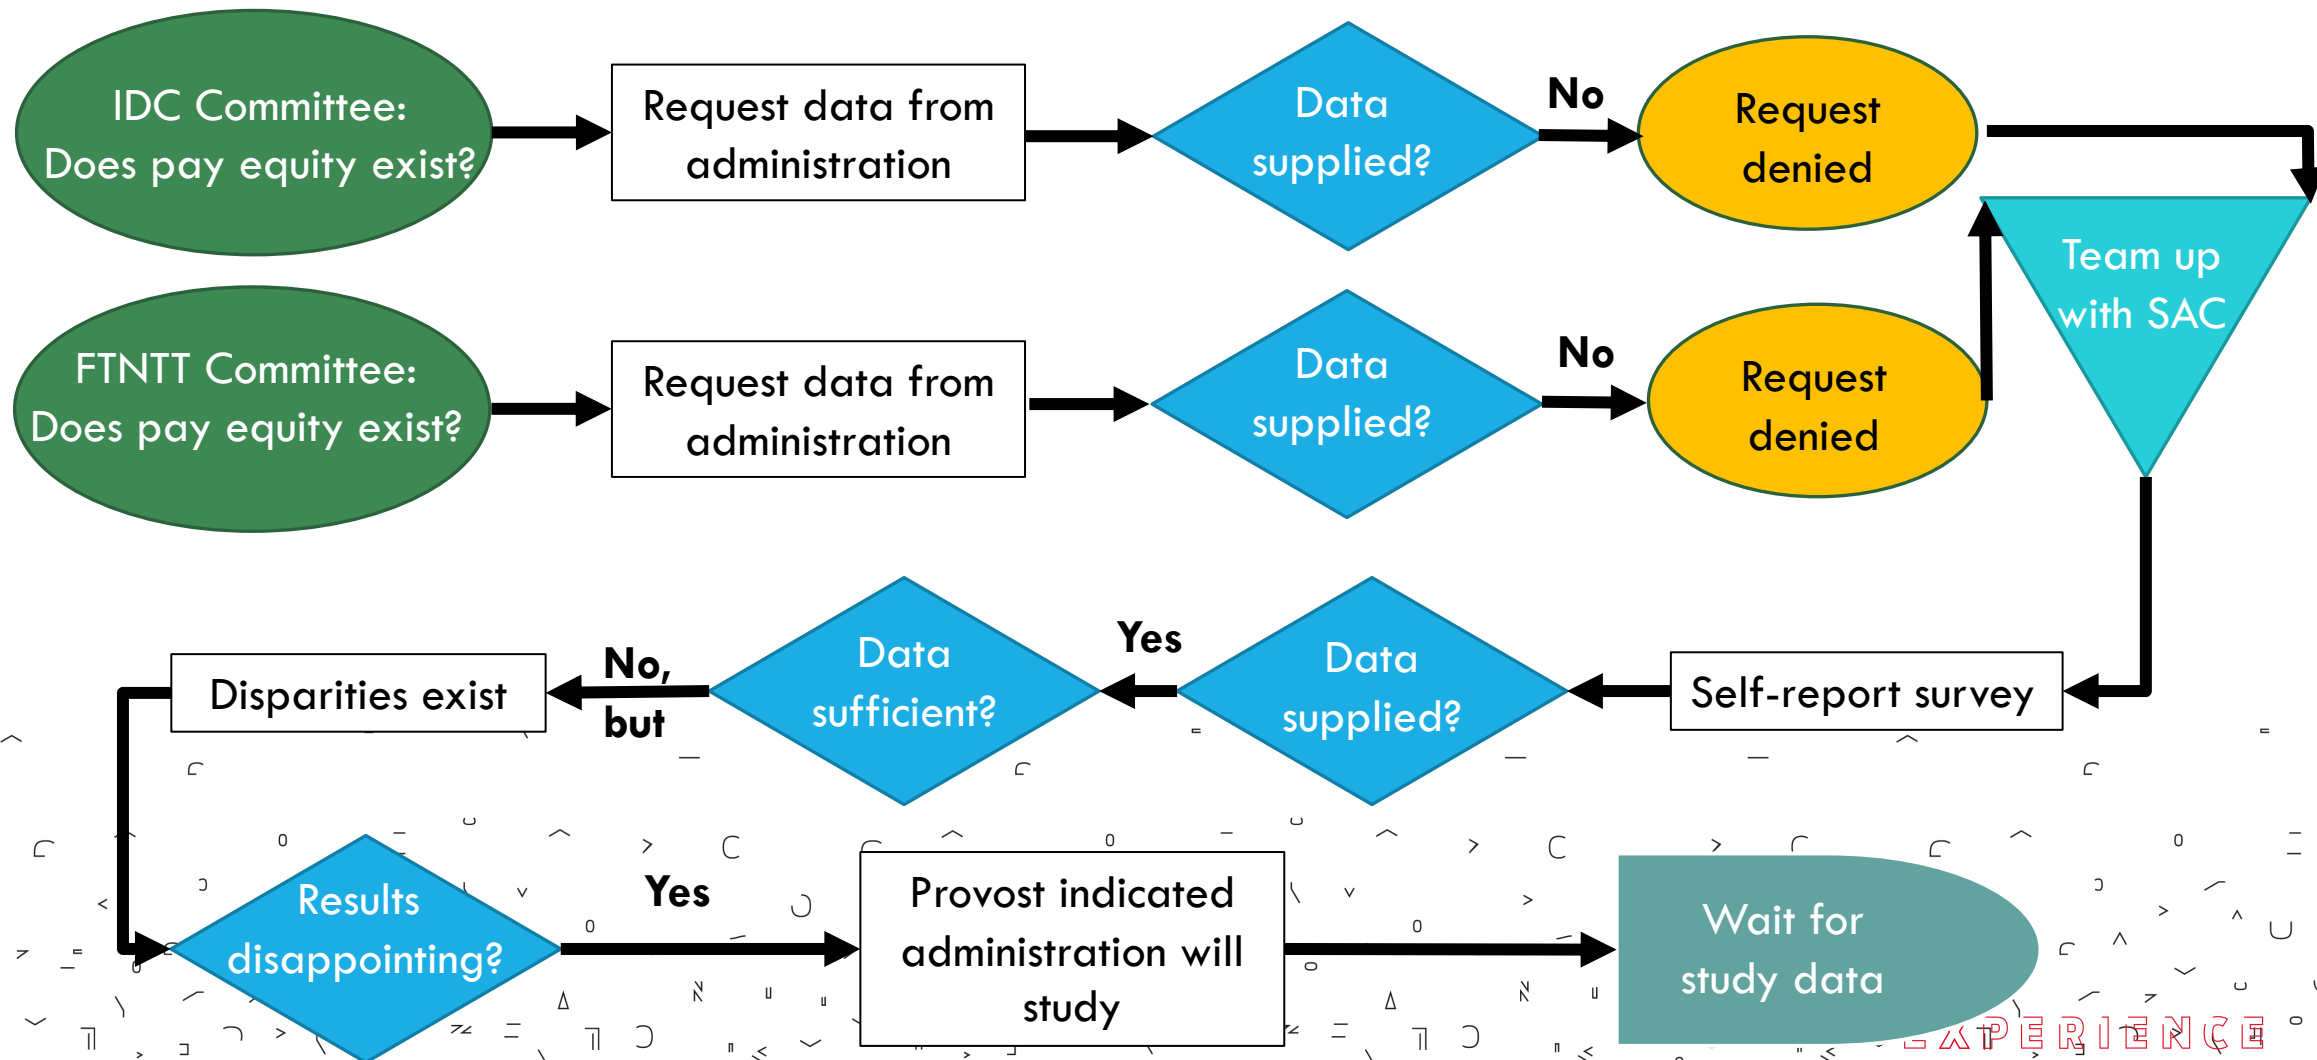 IDC Committee:
Does pay equity exist?
Request data from
administration
Data
supplied?
No
Request
denied
Team up
with SAC
FTNTT Committee:
Does pay equity exist?
Request data from
administration
Data
supplied?
No
Request
denied
Self-report survey
Data
supplied?
Yes
Data
sufficient?
No,
but
Disparities exist
Results
disappointing?
Yes
Provost indicated
administration will
study
Wait for
study data
EXPERIENCE